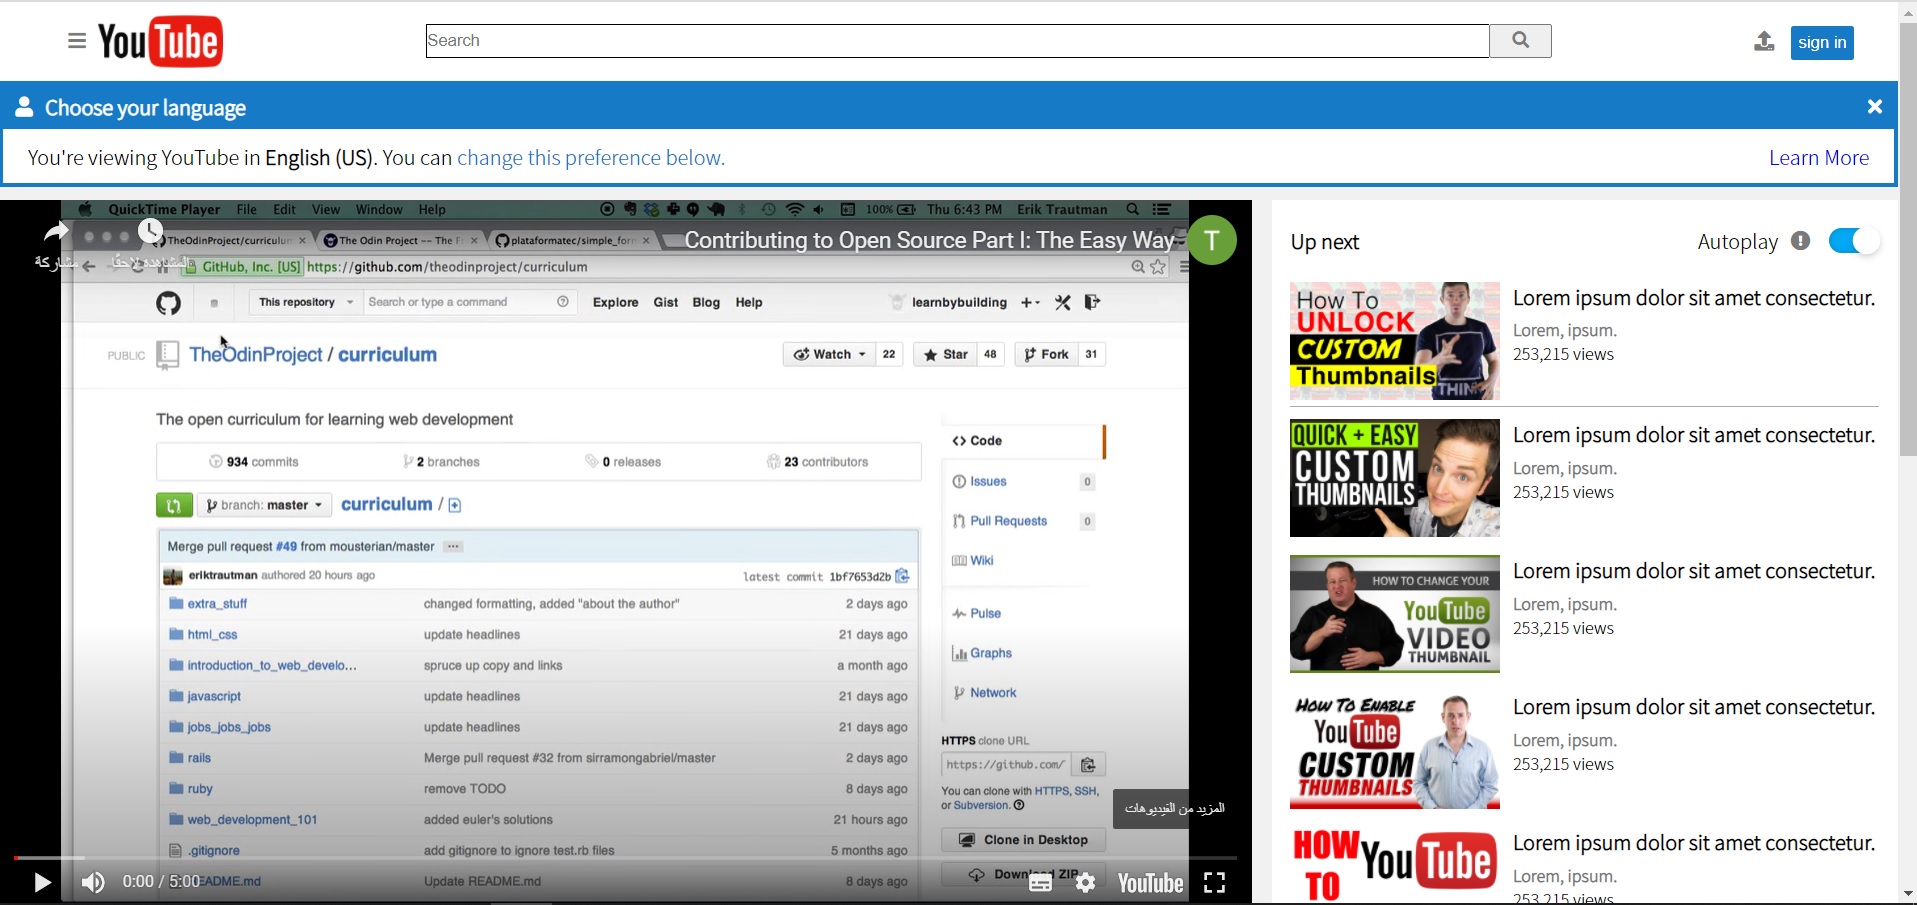 YouTube
Search
sign in
Choose your language
You're viewing YouTube in English (US). You can change this preference below.
Learn More
QuickTime Player File Edit View Window Help
100% Thu 6:43 PM Erik Trautman
TheOdinProject/curriculum
The Odin Project -- The F
plataformatec/simple_form
Contributing to Open Source Part I: The Easy Way
T
مشاركة
المشاهدة لاحقًا
GitHub, Inc. [US] https://github.com/theodinproject/curriculum
This repository
Search or type a command
Explore Gist Blog Help
learnbybuilding
PUBLIC
TheOdinProject / curriculum
Watch 22
Star 48
Fork 31
The open curriculum for learning web development
934 commits
2 branches
0 releases
23 contributors
branch: master
curriculum /
Merge pull request #49 from mousterian/master ...
eriktrautman authored 20 hours ago
latest commit 1bf7653d2b
extra_stuff changed formatting, added "about the author" 2 days ago
html_css update headlines 21 days ago
introduction_to_web_develo... spruce up copy and links a month ago
javascript update headlines 21 days ago
jobs_jobs_jobs update headlines 21 days ago
rails Merge pull request #32 from sirramongabriel/master 2 days ago
ruby remove TODO 8 days ago
web_development_101 added euler's solutions 21 hours ago
.gitignore add gitignore to ignore test.rb files 5 months ago
README.md Update README.md 8 days ago
<> Code
Issues 0
Pull Requests 0
Wiki
Pulse
Graphs
Network
HTTPS clone URL
https://github.com/
You can clone with HTTPS, SSH,
or Subversion.
Clone in Desktop
Download ZIP
المزيد من الفيديوهات
0:00 / 5:00
YouTube
Up next
Autoplay
How To
UNLOCK
CUSTOM
Thumbnails
THIN
Lorem ipsum dolor sit amet consectetur.
Lorem, ipsum.
253,215 views
QUICK + EASY
CUSTOM
THUMBNAILS
Lorem ipsum dolor sit amet consectetur.
Lorem, ipsum.
253,215 views
HOW TO CHANGE YOUR
YouTube
VIDEO
THUMBNAIL
Lorem ipsum dolor sit amet consectetur.
Lorem, ipsum.
253,215 views
HOW TO ENABLE
YouTube
CUSTOM
THUMBNAILS
Lorem ipsum dolor sit amet consectetur.
Lorem, ipsum.
253,215 views
HOW
TO
YouTube
Lorem ipsum dolor sit amet consectetur.
Lorem, ipsum.
253,215 views